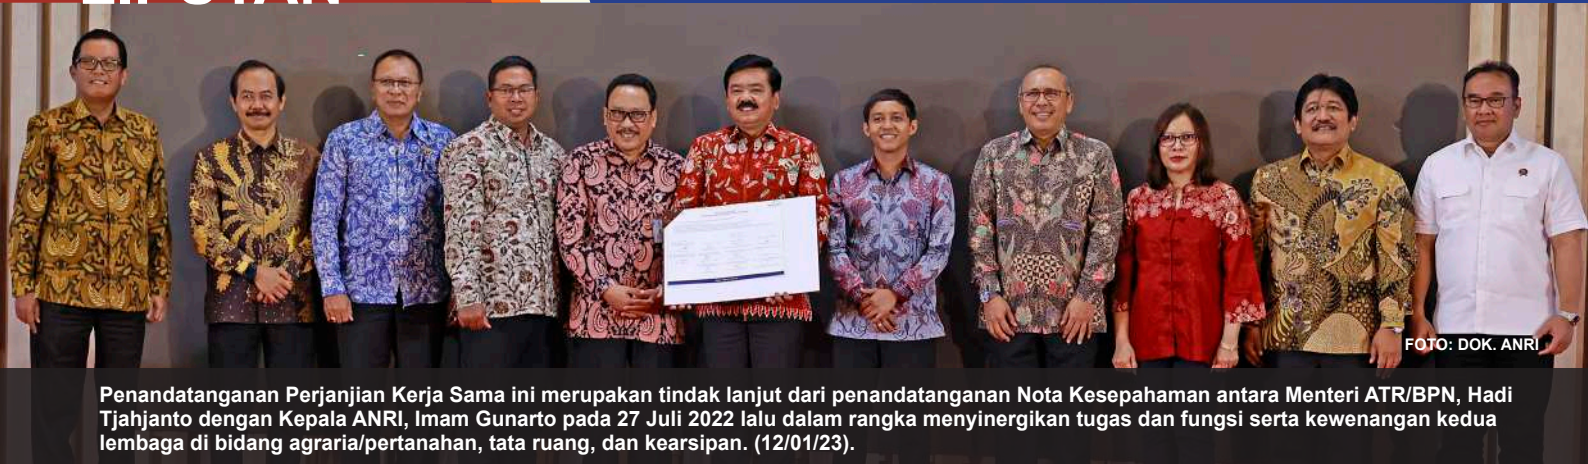 LIPUTAN
FOTO: DOK. ANRI
Penandatanganan Perjanjian Kerja Sama ini merupakan tindak lanjut dari penandatanganan Nota Kesepahaman antara Menteri ATR/BPN, Hadi
Tjahjanto dengan Kepala ANRI, Imam Gunarto pada 27 Juli 2022 lalu dalam rangka menyinergikan tugas dan fungsi serta kewenangan kedua
lembaga di bidang agraria/pertanahan, tata ruang, dan kearsipan. (12/01/23).